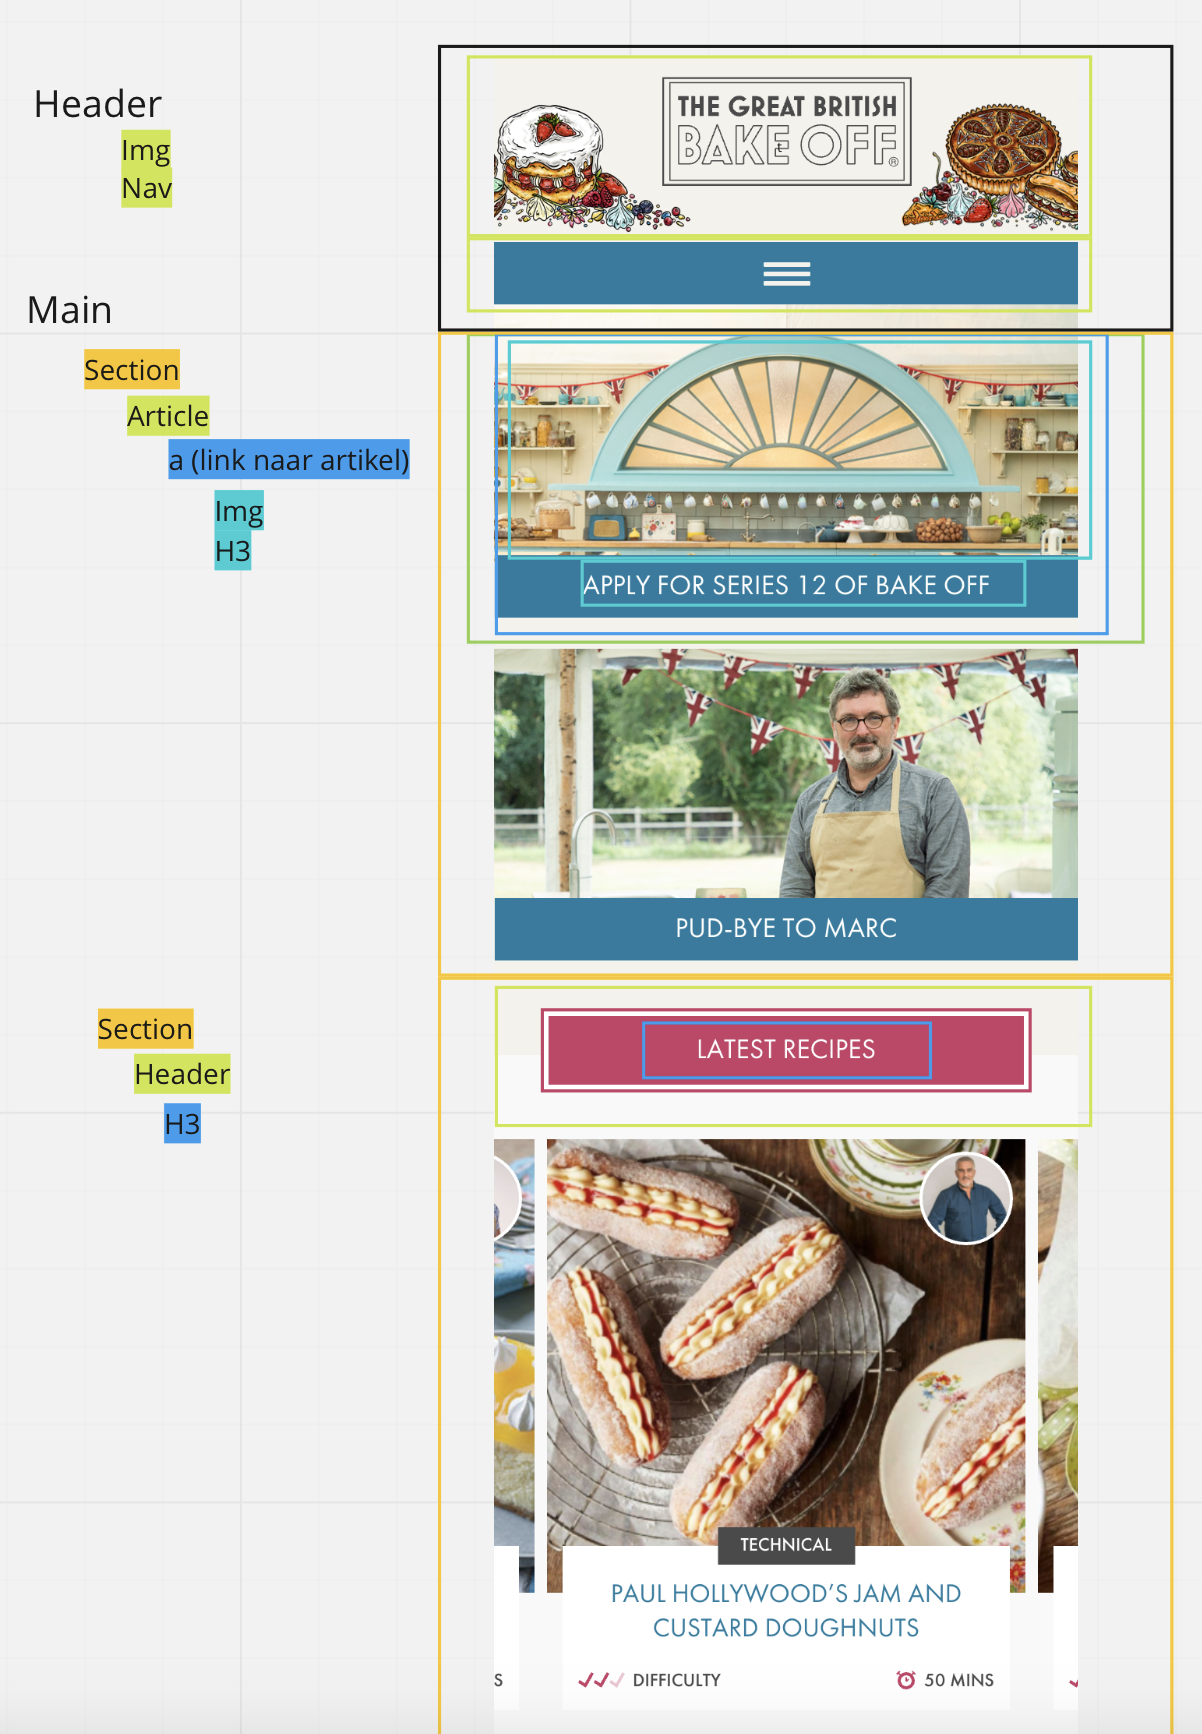 Header
Img
Nav
THE GREAT BRITISH
BAKE OFF®
t
Main
Section
Article
a (link naar artikel)
Img
H3
APPLY FOR SERIES 12 OF BAKE OFF
PUD-BYE TO MARC
Section
Header
H3
LATEST RECIPES
TECHNICAL
PAUL HOLLYWOOD'S JAM AND
CUSTARD DOUGHNUTS
S
DIFFICULTY
50 MINS